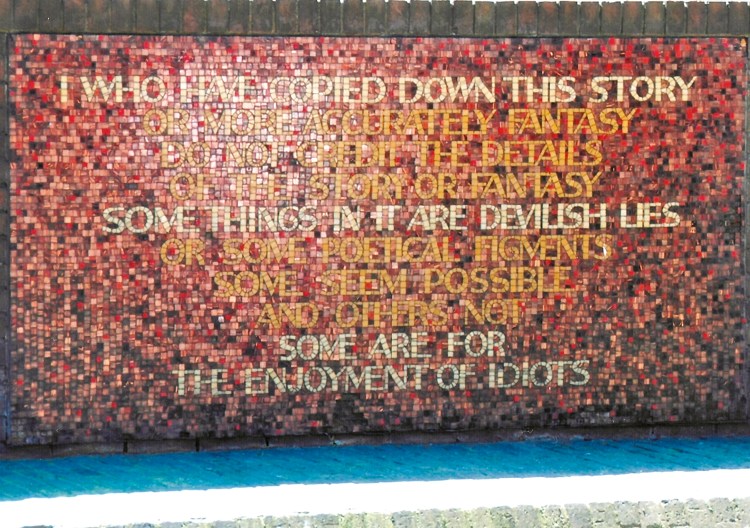 I WHO HAVE COPIED DOWN THIS STORY
OR MORE ACCURATELY FANTASY
DO NOT CREDIT THE DETAILS
OF THE STORY OR FANTASY
SOME THINGS IN IT ARE DEVILISH LIES
OR SOME POETICAL FIGMENTS
SOME SEEM POSSIBLE
AND OTHERS NOT
SOME ARE FOR
THE ENJOYMENT OF IDIOTS